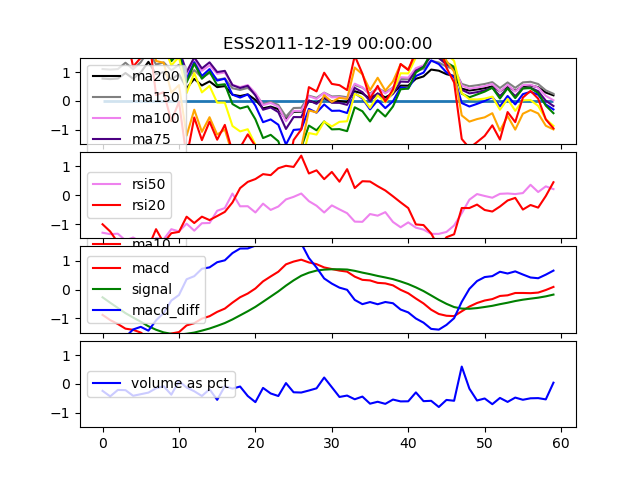 ESS2011-12-19 00:00:00
1
0
−1
ma200
ma150
ma100
ma75
1
0
−1
rsi50
rsi20
ma10
1
0
−1
macd
signal
macd_diff
1
0
−1
volume as pct
0 10 20 30 40 50 60